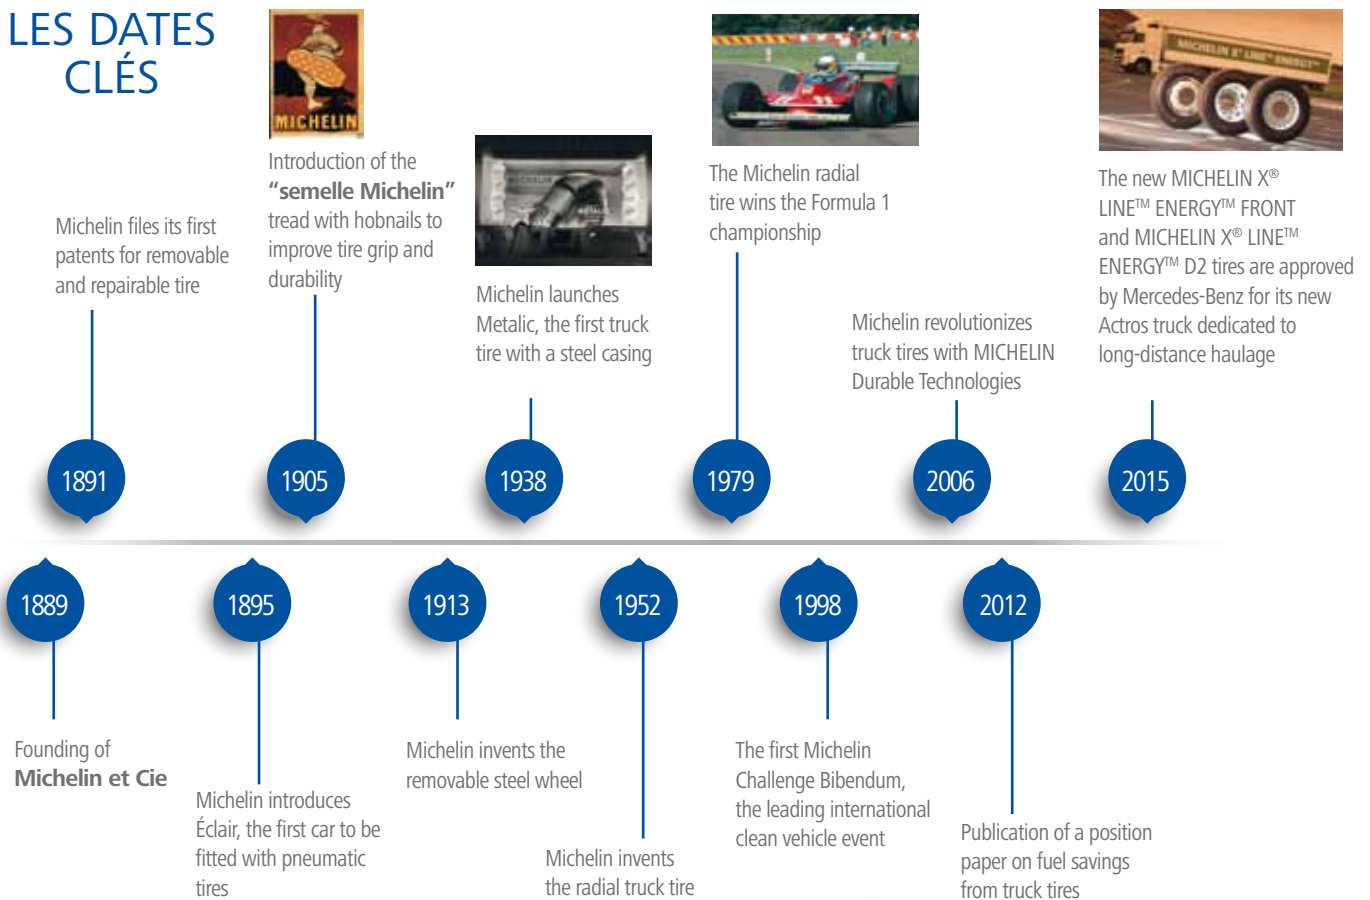 LES DATES
CLÉS
MICHELIN
Michelin files its first
patents for removable
and repairable tire
Introduction of the
“semelle Michelin”
tread with hobnails to
improve tire grip and
durability
Michelin launches
Metalic, the first truck
tire with a steel casing
The Michelin radial
tire wins the Formula 1
championship
Michelin revolutionizes
truck tires with MICHELIN
Durable Technologies
MICHELIN X® LINE™ ENERGY™
The new MICHELIN X®
LINE™ ENERGY™ FRONT
and MICHELIN X® LINE™
ENERGY™ D2 tires are approved
by Mercedes-Benz for its new
Actros truck dedicated to
long-distance haulage
1891
1905
1938
1979
2006
2015
1889
1895
1913
1952
1998
2012
Founding of
Michelin et Cie
Michelin introduces
Éclair, the first car to be
fitted with pneumatic
tires
Michelin invents the
removable steel wheel
Michelin invents
the radial truck tire
The first Michelin
Challenge Bibendum,
the leading international
clean vehicle event
Publication of a position
paper on fuel savings
from truck tires